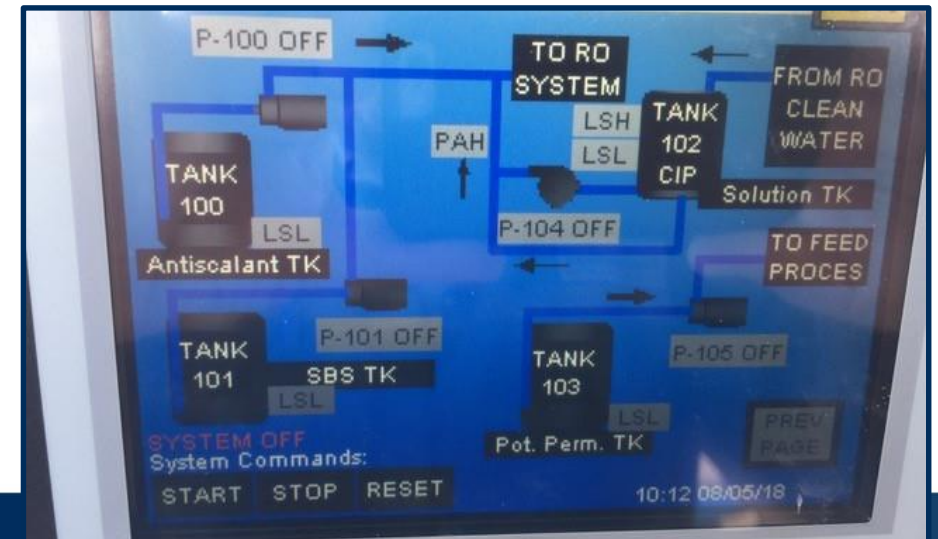 P-100 OFF
TO RO
SYSTEM
FROM RO
CLEAN
WATER
LSH
LSL
TANK
102
CIP
PAH
Solution TK
TANK
100
LSL
Antiscalant TK
P-104 OFF
TO FEED
PROCES
P-101 OFF
TANK
101
SBS TK
LSL
P-105 OFF
TANK
103
LSL
Pot. Perm. TK
PREV
PAGE
SYSTEM OFF
System Commands:
START STOP RESET
10:12 08/05/18